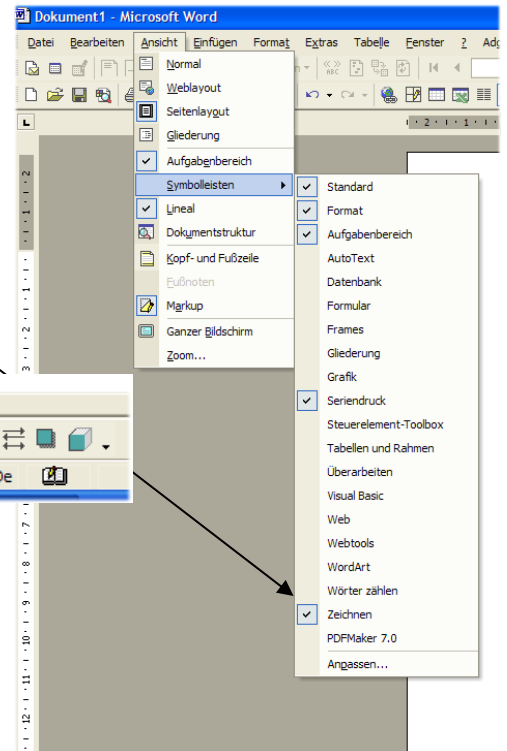 Dokument1 - Microsoft Word
Datei Bearbeiten Ansicht Einfügen Format Extras Tabelle Fenster ?
Normal
Weblayout
Seitenlayout
Gliederung
Aufgabenbereich
Symbolleisten
Lineal
Dokumentstruktur
Kopf- und Fußzeile
Fußnoten
Markup
Ganzer Bildschirm
Zoom...
Standard
Format
Aufgabenbereich
AutoText
Datenbank
Formular
Frames
Gliederung
Grafik
Seriendruck
Steuerelement-Toolbox
Tabellen und Rahmen
Überarbeiten
Visual Basic
Web
Webtools
WordArt
Wörter zählen
Zeichnen
PDFMaker 7.0
Anpassen...